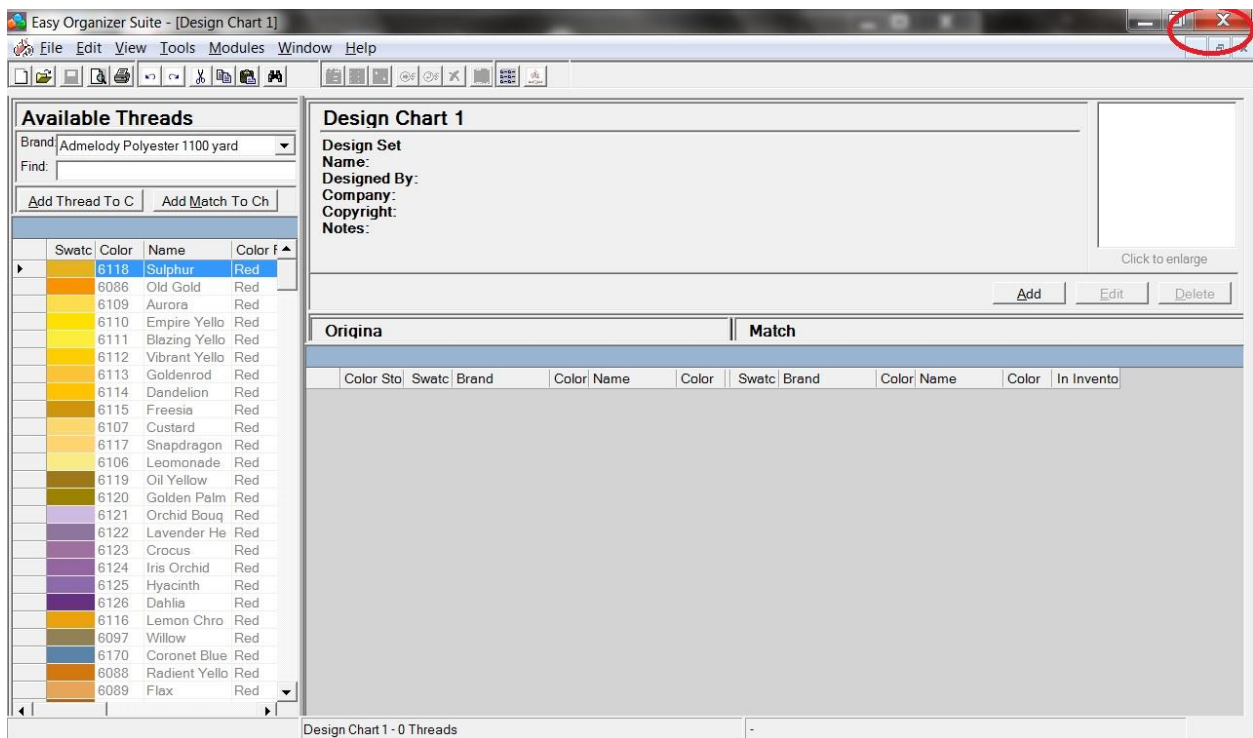 Easy Organizer Suite - [Design Chart 1]
File Edit View Tools Modules Window Help
Available Threads
Brand: Admelody Polyester 1100 yard
Find:
Add Thread To C Add Match To Ch
Swatc Color Name Color F
6118 Sulphur Red
6086 Old Gold Red
6109 Aurora Red
6110 Empire Yello Red
6111 Blazing Yello Red
6112 Vibrant Yello Red
6113 Goldenrod Red
6114 Dandelion Red
6115 Freesia Red
6107 Custard Red
6117 Snapdragon Red
6106 Leomonade Red
6119 Oil Yellow Red
6120 Golden Palm Red
6121 Orchid Bouq Red
6122 Lavender He Red
6123 Crocus Red
6124 Iris Orchid Red
6125 Hyacinth Red
6126 Dahlia Red
6116 Lemon Chro Red
6097 Willow Red
6170 Coronet Blue Red
6088 Radient Yello Red
6089 Flax Red
Design Chart 1
Design Set
Name:
Designed By:
Company:
Copyright:
Notes:
Click to enlarge
Add Edit Delete
Origina Match
Color Sto Swatc Brand Color Name Color Swatc Brand Color Name Color In Invento
Design Chart 1 - 0 Threads -